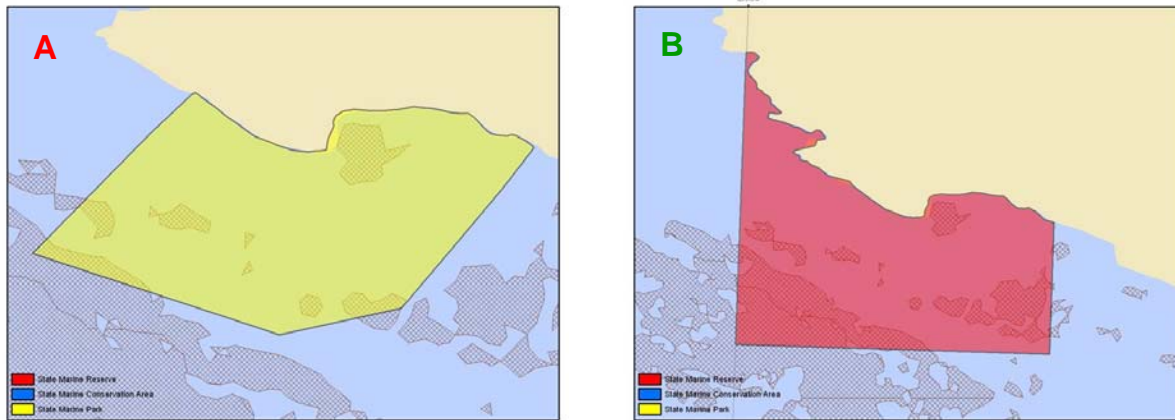 A
State Marine Reserve
State Marine Conservation Area
State Marine Park
B
State Marine Reserve
State Marine Conservation Area
State Marine Park